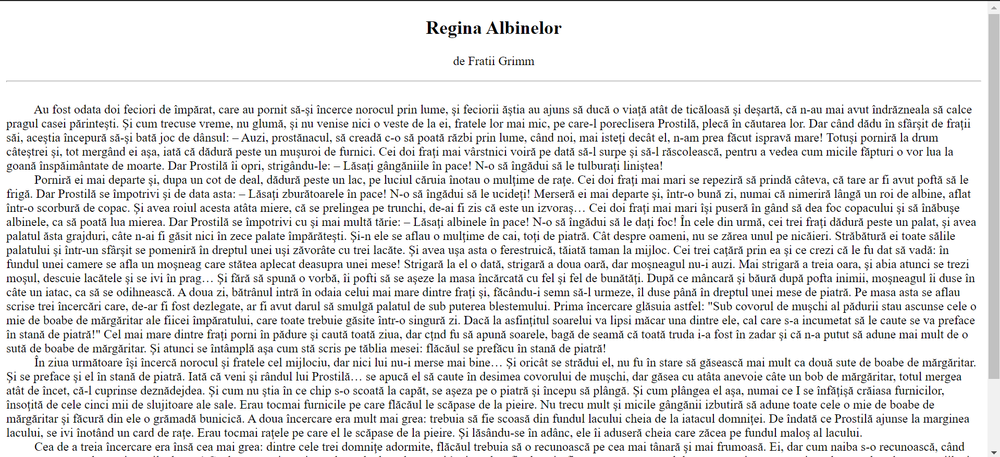 Regina Albinelor
de Fratii Grimm
Au fost odata doi feciori de împărat, care au pornit să-şi încerce norocul prin lume, şi feciorii ăştia au ajuns să ducă o viaţă atât de ticăloasă şi deşartă, că n-au mai avut îndrăzneala să calce
pragul casei părinteşti. Şi cum trecuse vreme, nu glumă, şi nu venise nici o veste de la ei, fratele lor mai mic, pe care-l poreclisera Prostilă, plecă în căutarea lor. Dar când dădu în sfârşit de fraţii
săi, aceştia începură să-şi bată joc de dânsul: – Auzi, prostănacul, să creadă c-o să poată răzbi prin lume, când noi, mai isteţi decât el, n-am prea făcut ispravă mare! Totuşi porniră la drum
câteştrei şi, tot mergând ei aşa, iată că dădură peste un muşuroi de furnici. Cei doi fraţi mai vârstnici voiră pe dată să-l surpe şi să-l răscolească, pentru a vedea cum micile făpturi o vor lua la
goană înspăimântate de moarte. Dar Prostilă îi opri, strigându-le: – Lăsaţi gângăniile în pace! N-o să îngădui să le tulburaţi liniştea!
Porniră ei mai departe şi, dupa un cot de deal, dădură peste un lac, pe luciul căruia înotau o mulţime de raţe. Cei doi fraţi mai mari se repeziră să prindă câteva, că tare ar fi avut poftă să le
frigă. Dar Prostilă se împotrivi şi de data asta: – Lăsaţi zburătoarele în pace! N-o să îngădui să le ucideţi! Merseră ei mai departe şi, într-o bună zi, numai că nimeriră lângă un roi de albine, aflat
într-o scorbură de copac. Şi avea roiul acesta atâta miere, că se prelingea pe trunchi, de-ai fi zis că este un izvoraş… Cei doi fraţi mai mari îşi puseră în gând să dea foc copacului şi să înăbuşe
albinele, ca să poată lua mierea. Dar Prostilă se împotrivi cu şi mai multă tărie: – Lăsaţi albinele în pace! N-o să îngădui să le daţi foc! În cele din urmă, cei trei fraţi dădură peste un palat, şi avea
palatul ăsta grajduri, câte n-ai fi găsit nici în zece palate împărăteşti. Şi-n ele se aflau o mulţime de cai, toţi de piatră. Cât despre oameni, nu se zărea unul pe nicăieri. Străbătură ei toate sălile
palatului şi într-un sfârşit se pomeniră în dreptul unei uşi zăvorâte cu trei lacăte. Şi avea uşa asta o ferestruică, tăiată taman la mijloc. Cei trei caţără prin ea şi ce crezi că le fu dat să vadă: în
fundul unei camere se afla un moşneag care stătea aplecat deasupra unei mese! Strigară la el o dată, strigară a doua oară, dar moşneagul nu-i auzi. Mai strigară a treia oara, şi abia atunci se trezi
moşul, descuie lacătele şi se ivi în prag… Şi fără să spună o vorbă, îi pofti să se aşeze la masa încărcată cu fel şi fel de bunătăţi. După ce mâncară şi băură după pofta inimii, moşneagul îi duse în
câte un iatac, ca să se odihnească. A doua zi, bătrânul intră în odaia celui mai mare dintre fraţi şi, făcându-i semn să-l urmeze, îl duse până în dreptul unei mese de piatră. Pe masa asta se aflau
scrise trei încercări care, de-ar fi fost dezlegate, ar fi avut darul să smulgă palatul de sub puterea blestemului. Prima încercare glăsuia astfel: "Sub covorul de muşchi al pădurii stau ascunse cele o
mie de boabe de mărgăritar ale fiicei împăratului, care toate trebuie găsite într-o singură zi. Dacă la asfinţitul soarelui va lipsi măcar una dintre ele, cal care s-a incumetat să le caute se va preface
în stană de piatră!" Cel mai mare dintre fraţi porni în pădure şi caută toată ziua, dar cţnd fu să apună soarele, bagă de seamă că toată truda i-a fost în zadar şi că n-a putut să adune mai mult de o
sută de boabe de mărgăritar. Şi atunci se întâmplă aşa cum stă scris pe tăblia mesei: flăcăul se prefăcu în stană de piatră!
În ziua următoare îşi încercă norocul şi fratele cel mijlociu, dar nici lui nu-i merse mai bine… Şi oricât se strădui el, nu fu în stare să găsească mai mult ca două sute de boabe de mărgăritar.
Şi se preface şi el în stană de piatră. Iată că veni şi rândul lui Prostilă… se apucă el să caute în desimea covorului de muşchi, dar găsea cu atâta anevoie câte un bob de mărgăritar, totul mergea
atât de încet, că-l cuprinse deznădejdea. Şi cum nu ştia în ce chip s-o scoată la capăt, se aşeza pe o piatră şi începu să plângă. Şi cum plângea el aşa, numai ce I se înfăţişă crăiasa furnicilor,
însoţită de cele cinci mii de slujitoare ale sale. Erau tocmai furnicile pe care flăcăul le scăpase de la pieire. Nu trecu mult şi micile gângănii izbutiră să adune toate cele o mie de boabe de
mărgăritar şi făcură din ele o grămadă bunicică. A doua încercare era mult mai grea: trebuia să fie scoasă din fundul lacului cheia de la iatacul domniţei. De îndată ce Prostilă ajunse la marginea
lacului, se ivi înotând un card de raţe. Erau tocmai raţele pe care el le scăpase de la pieire. Şi lăsându-se în adânc, ele îi aduseră cheia care zăcea pe fundul maloş al lacului.
Cea de a treia încercare era însă cea mai grea: dintre cele trei domniţe adormite, flăcăul trebuia să o recunoască pe cea mai tânară şi mai frumoasă. Ei, dar cum naiba s-o recunoască, când